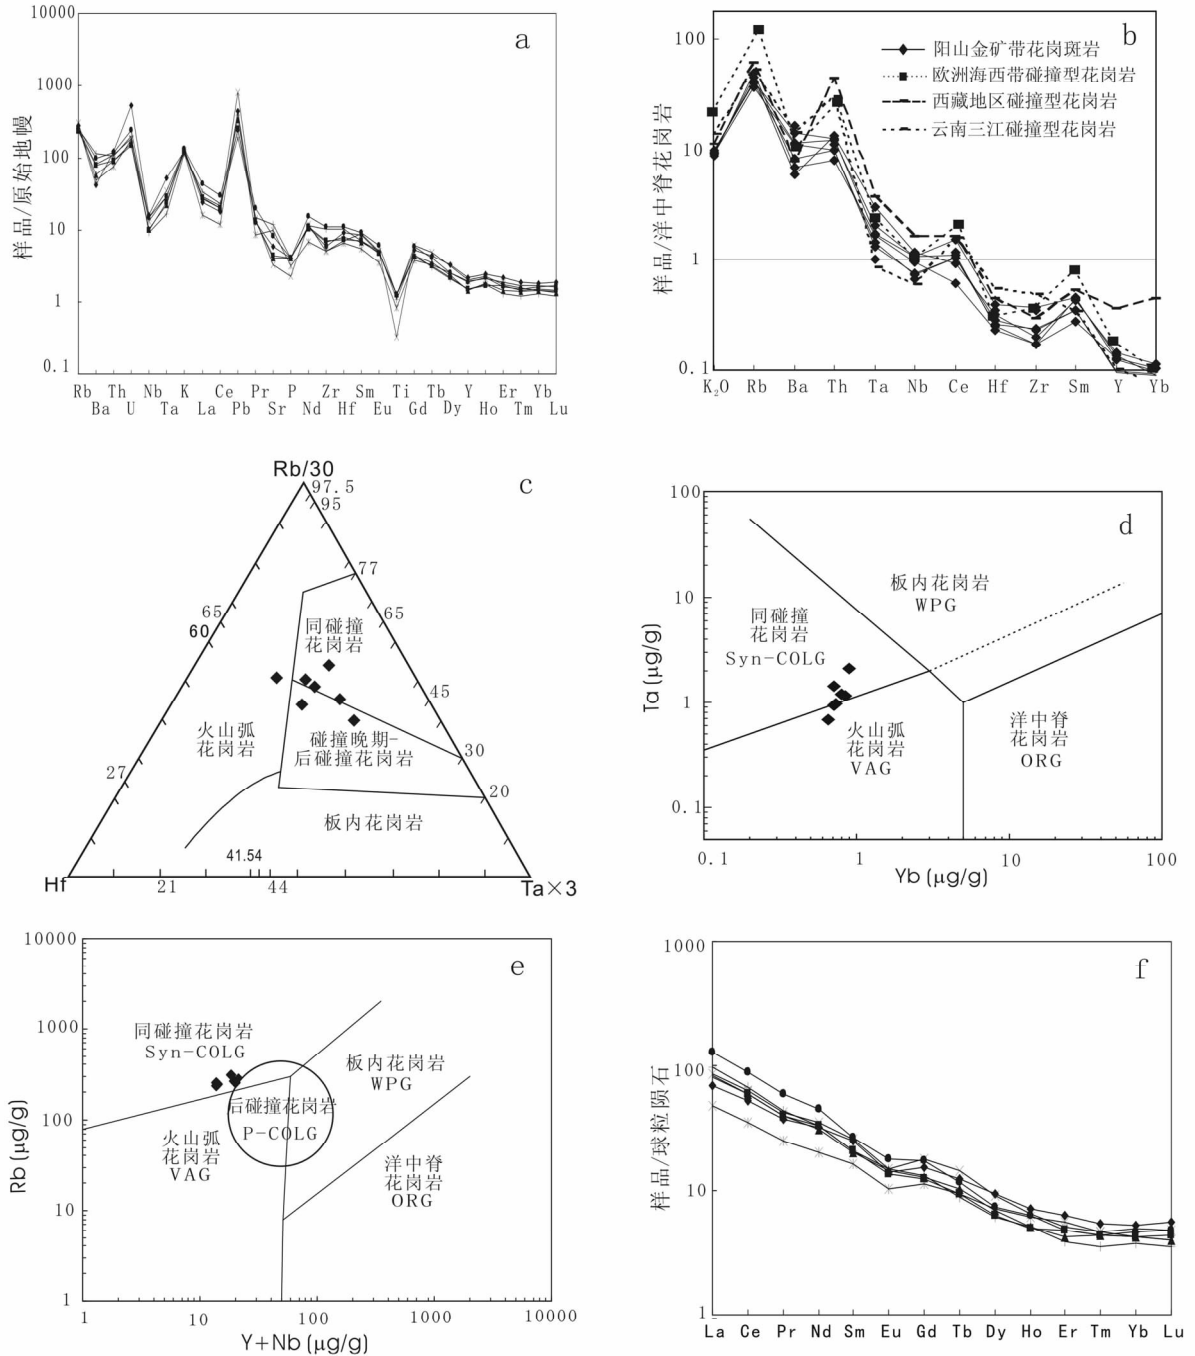 a
样品/原始地幔
10000
1000
100
10
1
0.1
Rb Th Nb K Ce Pr P Zr Sm Ti Tb Y Er Yb
Ba U Ta La Pb Sr Nd Hf Eu Gd Dy Ho Tm Lu
b
样品/洋中脊花岗岩
100
10
1
0.1
阳山金矿带花岗斑岩
欧洲海西带碰撞型花岗岩
西藏地区碰撞型花岗岩
云南三江碰撞型花岗岩
K₂O Rb Ba Th Ta Nb Ce Hf Zr Sm Y Yb
c
Rb/30
97.5
95
77
65
65
60
45
30
27
20
同碰撞
花岗岩
火山弧
花岗岩
碰撞晚期-
后碰撞花岗岩
板内花岗岩
41.54
Hf 21 44 Ta×3
d
Ta (μg/g)
100
10
1
0.1
板内花岗岩
WPG
同碰撞
花岗岩
Syn-COLG
火山弧
花岗岩
VAG
洋中脊
花岗岩
ORG
0.1 1 10 100
Yb (μg/g)
e
Rb (μg/g)
10000
1000
100
10
1
同碰撞花岗岩
Syn-COLG
板内花岗岩
WPG
后碰撞花岗岩
P-COLG
火山弧
花岗岩
VAG
洋中脊
花岗岩
ORG
1 10 100 1000 10000
Y+Nb (μg/g)
f
样品/球粒陨石
1000
100
10
1
La Ce Pr Nd Sm Eu Gd Tb Dy Ho Er Tm Yb Lu